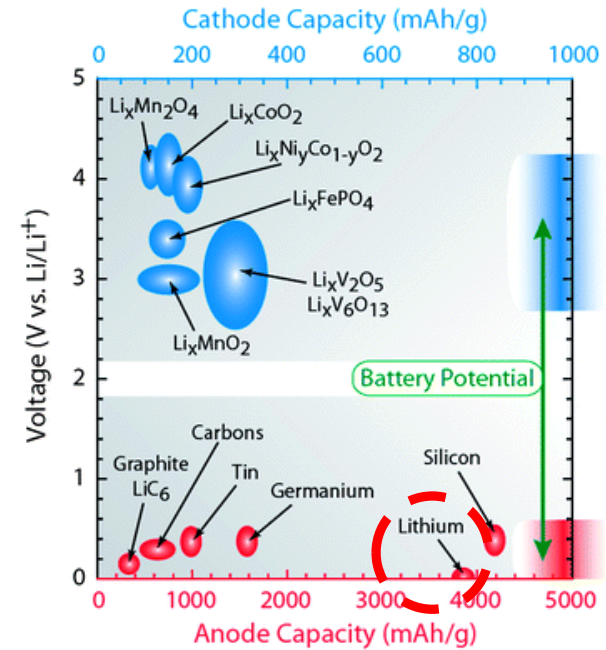 Cathode Capacity (mAh/g)
0 200 400 600 800 1000
5
4
3
2
1
0
Voltage (V vs. Li/Li⁺)
LiₓMn₂O₄
LiₓCoO₂
LiₓNiyCo₁₋yO₂
LiₓFePO₄
LiₓV₂O₅
LiₓV₆O₁₃
LiₓMnO₂
Battery Potential
Carbons
Graphite
LiC₆
Tin
Germanium
Silicon
Lithium
0 1000 2000 3000 4000 5000
Anode Capacity (mAh/g)